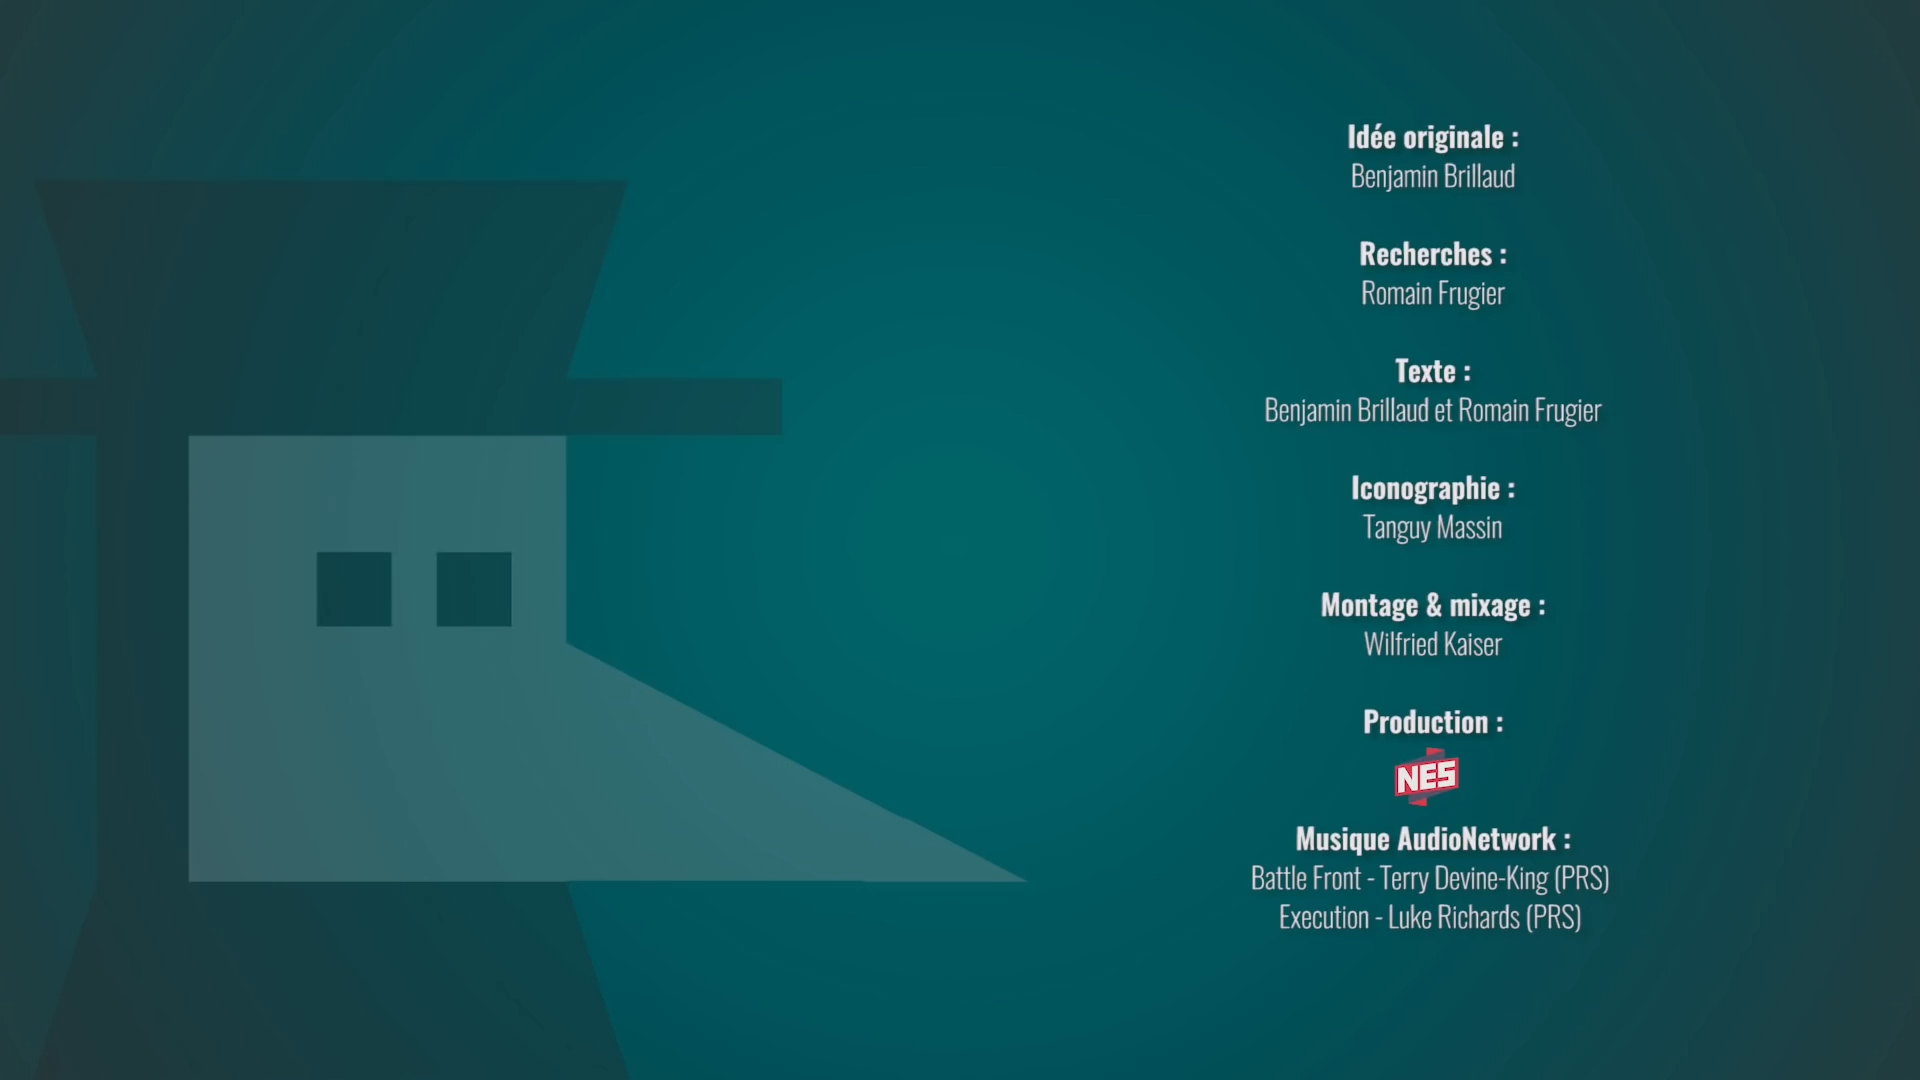 Idée originale :
Benjamin Brillaud
Recherches :
Romain Frugier
Texte :
Benjamin Brillaud et Romain Frugier
Iconographie :
Tanguy Massin
Montage & mixage :
Wilfried Kaiser
Production :
NES
Musique AudioNetwork :
Battle Front - Terry Devine-King (PRS)
Execution - Luke Richards (PRS)